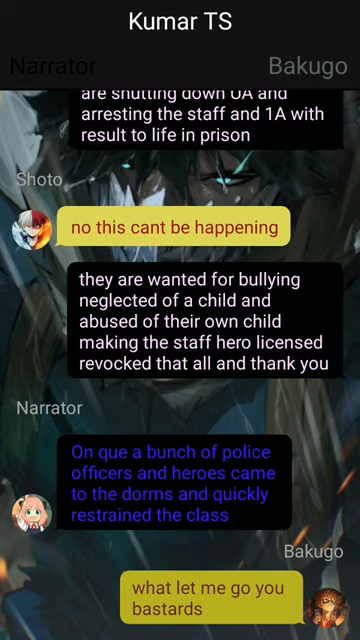 Kumar TS
Narrator
Bakugo
are shutting down UA and
arresting the staff and 1A with
result to life in prison
Shoto
no this cant be happening
they are wanted for bullying
neglected of a child and
abused of their own child
making the staff hero licensed
revocked that all and thank you
Narrator
On que a bunch of police
officers and heroes came
to the dorms and quickly
restrained the class
Bakugo
what let me go you
bastards